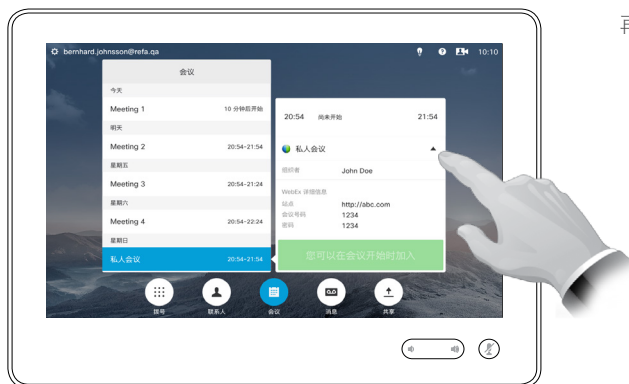 再
bernhard.johnsson@refa.qa
10:10
会议
今天
Meeting 1 10 分钟后开始
明天
Meeting 2 20:54-21:54
星期五
Meeting 3 20:54-21:24
星期六
Meeting 4 20:54-22:24
星期日
私人会议 20:54-21:54
20:54 尚未开始 21:54
私人会议
组织者 John Doe
WebEx 详细信息
站点 http://abc.com
会议号码 1234
密码 1234
您可以在会议开始时加入
拨号 联系人 会议 消息 共享